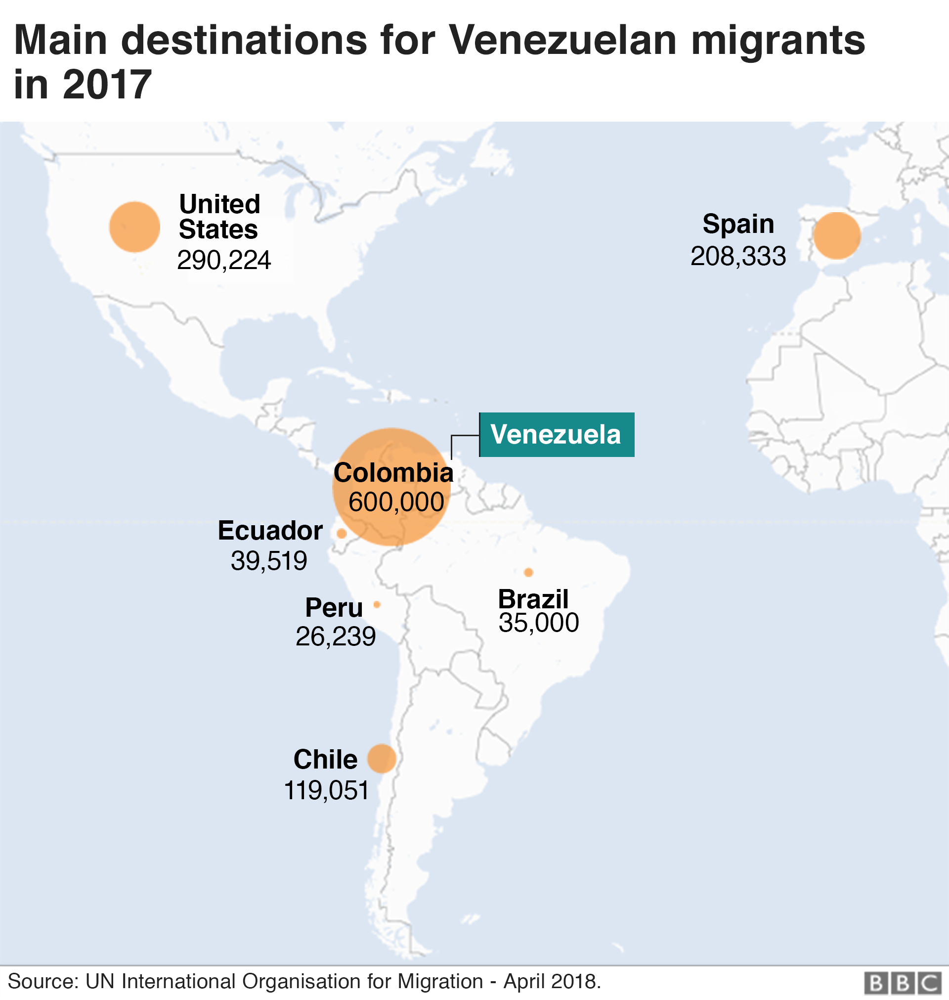 Main destinations for Venezuelan migrants
in 2017
United
States
290,224
Spain
208,333
Venezuela
Colombia
600,000
Ecuador
39,519
Brazil
35,000
Peru
26,239
Chile
119,051
Source: UN International Organisation for Migration - April 2018.
BBC